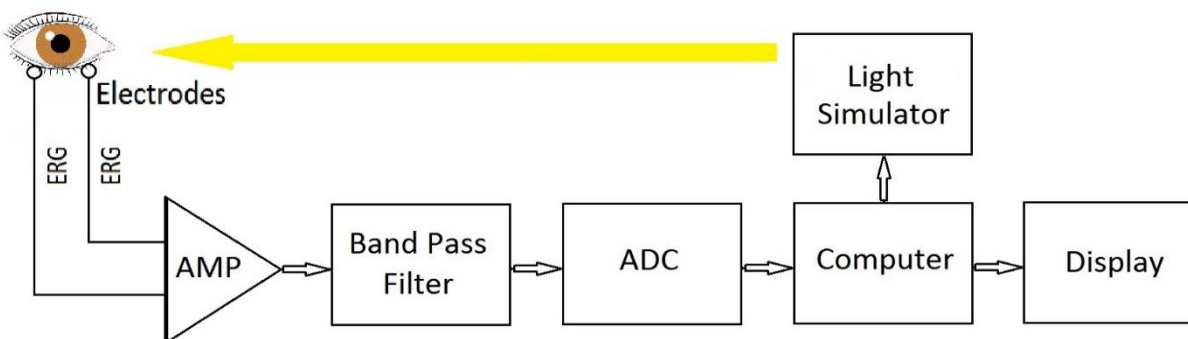 Light
Simulator
Electrodes
ERG
ERG
AMP
Band Pass
Filter
ADC
Computer
Display